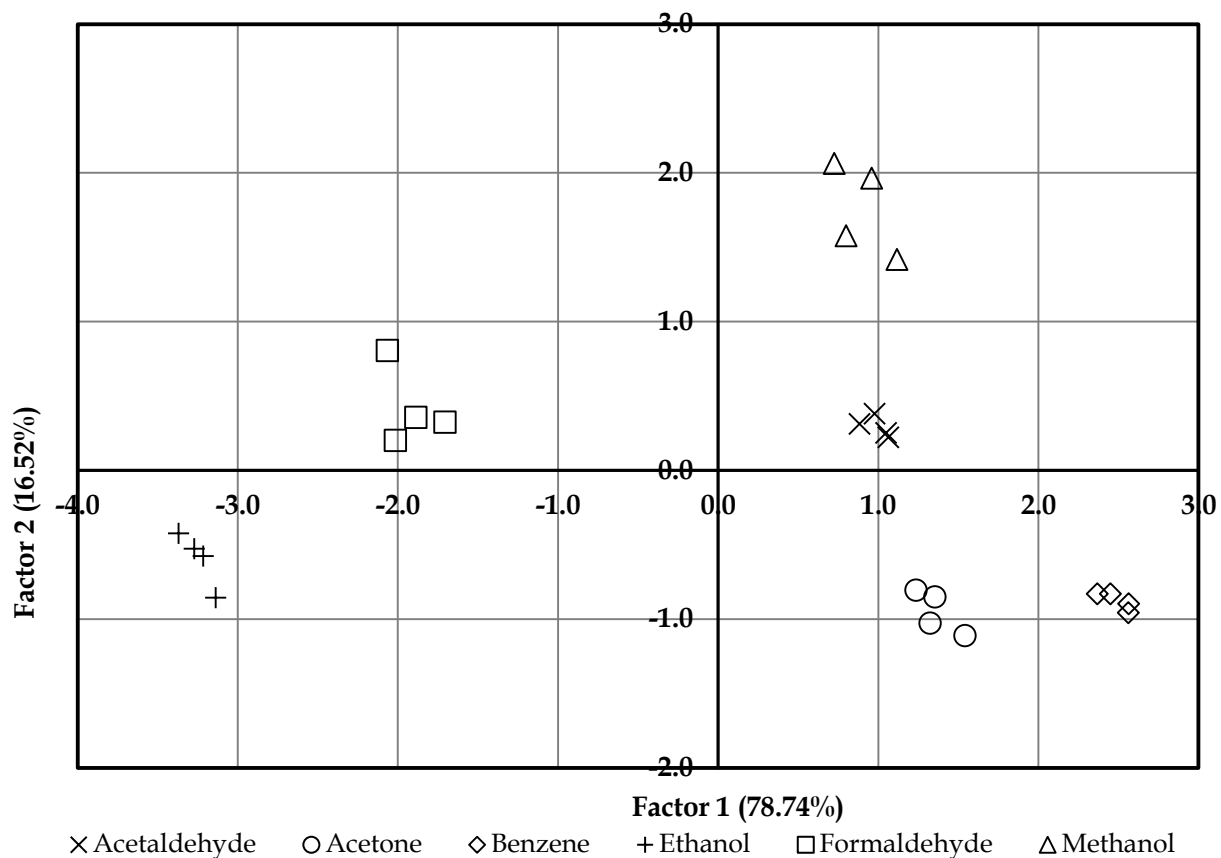 3.0
2.0
1.0
0.0
-4.0 -3.0 -2.0 -1.0 0.0 1.0 2.0 3.0
-1.0
-2.0
Factor 2 (16.52%)
Factor 1 (78.74%)
Acetaldehyde Acetone Benzene Ethanol Formaldehyde Methanol